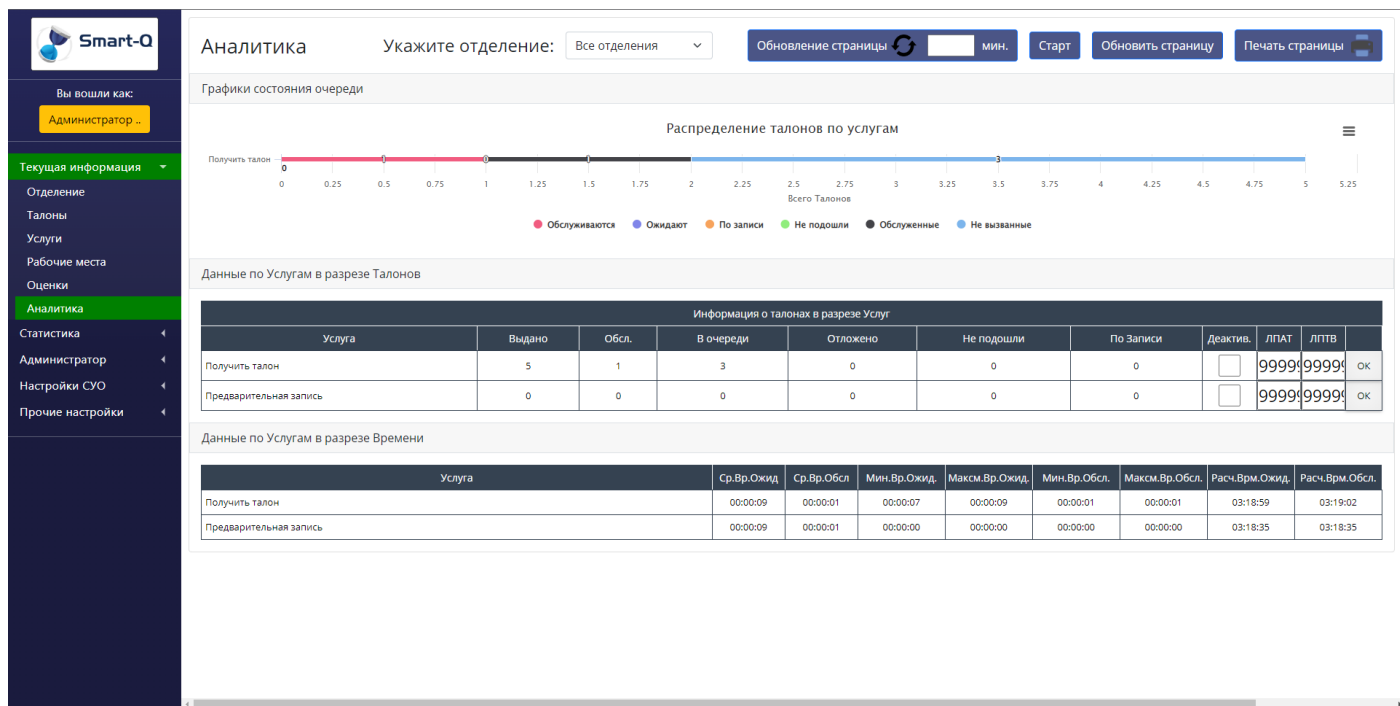 Smart-Q
Вы вошли как:
Администратор ..
Текущая информация
Отделение
Талоны
Услуги
Рабочие места
Оценки
Аналитика
Статистика
Администратор
Настройки СУО
Прочие настройки
Аналитика Укажите отделение: Все отделения Обновление страницы мин. Старт Обновить страницу Печать страницы
Графики состояния очереди
Распределение талонов по услугам
Получить талон 0 0 3
0 0.25 0.5 0.75 1 1.25 1.5 1.75 2 2.25 2.5 2.75 3 3.25 3.5 3.75 4 4.25 4.5 4.75 5 5.25
Всего Талонов
Обслуживаются Ожидают По записи Не подошли Обслуженные Не вызванные
Данные по Услугам в разрезе Талонов
Информация о талонах в разрезе Услуг
Услуга Выдано Обсл. В очереди Отложено Не подошли По Записи Деактив. ЛПАТ ЛПТВ
Получить талон 5 1 3 0 0 0 9999 9999 ОК
Предварительная запись 0 0 0 0 0 0 9999 9999 ОК
Данные по Услугам в разрезе Времени
Услуга Ср.Вр.Ожид Ср.Вр.Обсл Мин.Вр.Ожид. Максм.Вр.Ожид. Мин.Вр.Обсл. Максм.Вр.Обсл. Расч.Врм.Ожид. Расч.Врм.Обсл.
Получить талон 00:00:09 00:00:01 00:00:07 00:00:09 00:00:01 00:00:01 03:18:59 03:19:02
Предварительная запись 00:00:09 00:00:01 00:00:00 00:00:00 00:00:00 00:00:00 03:18:35 03:18:35